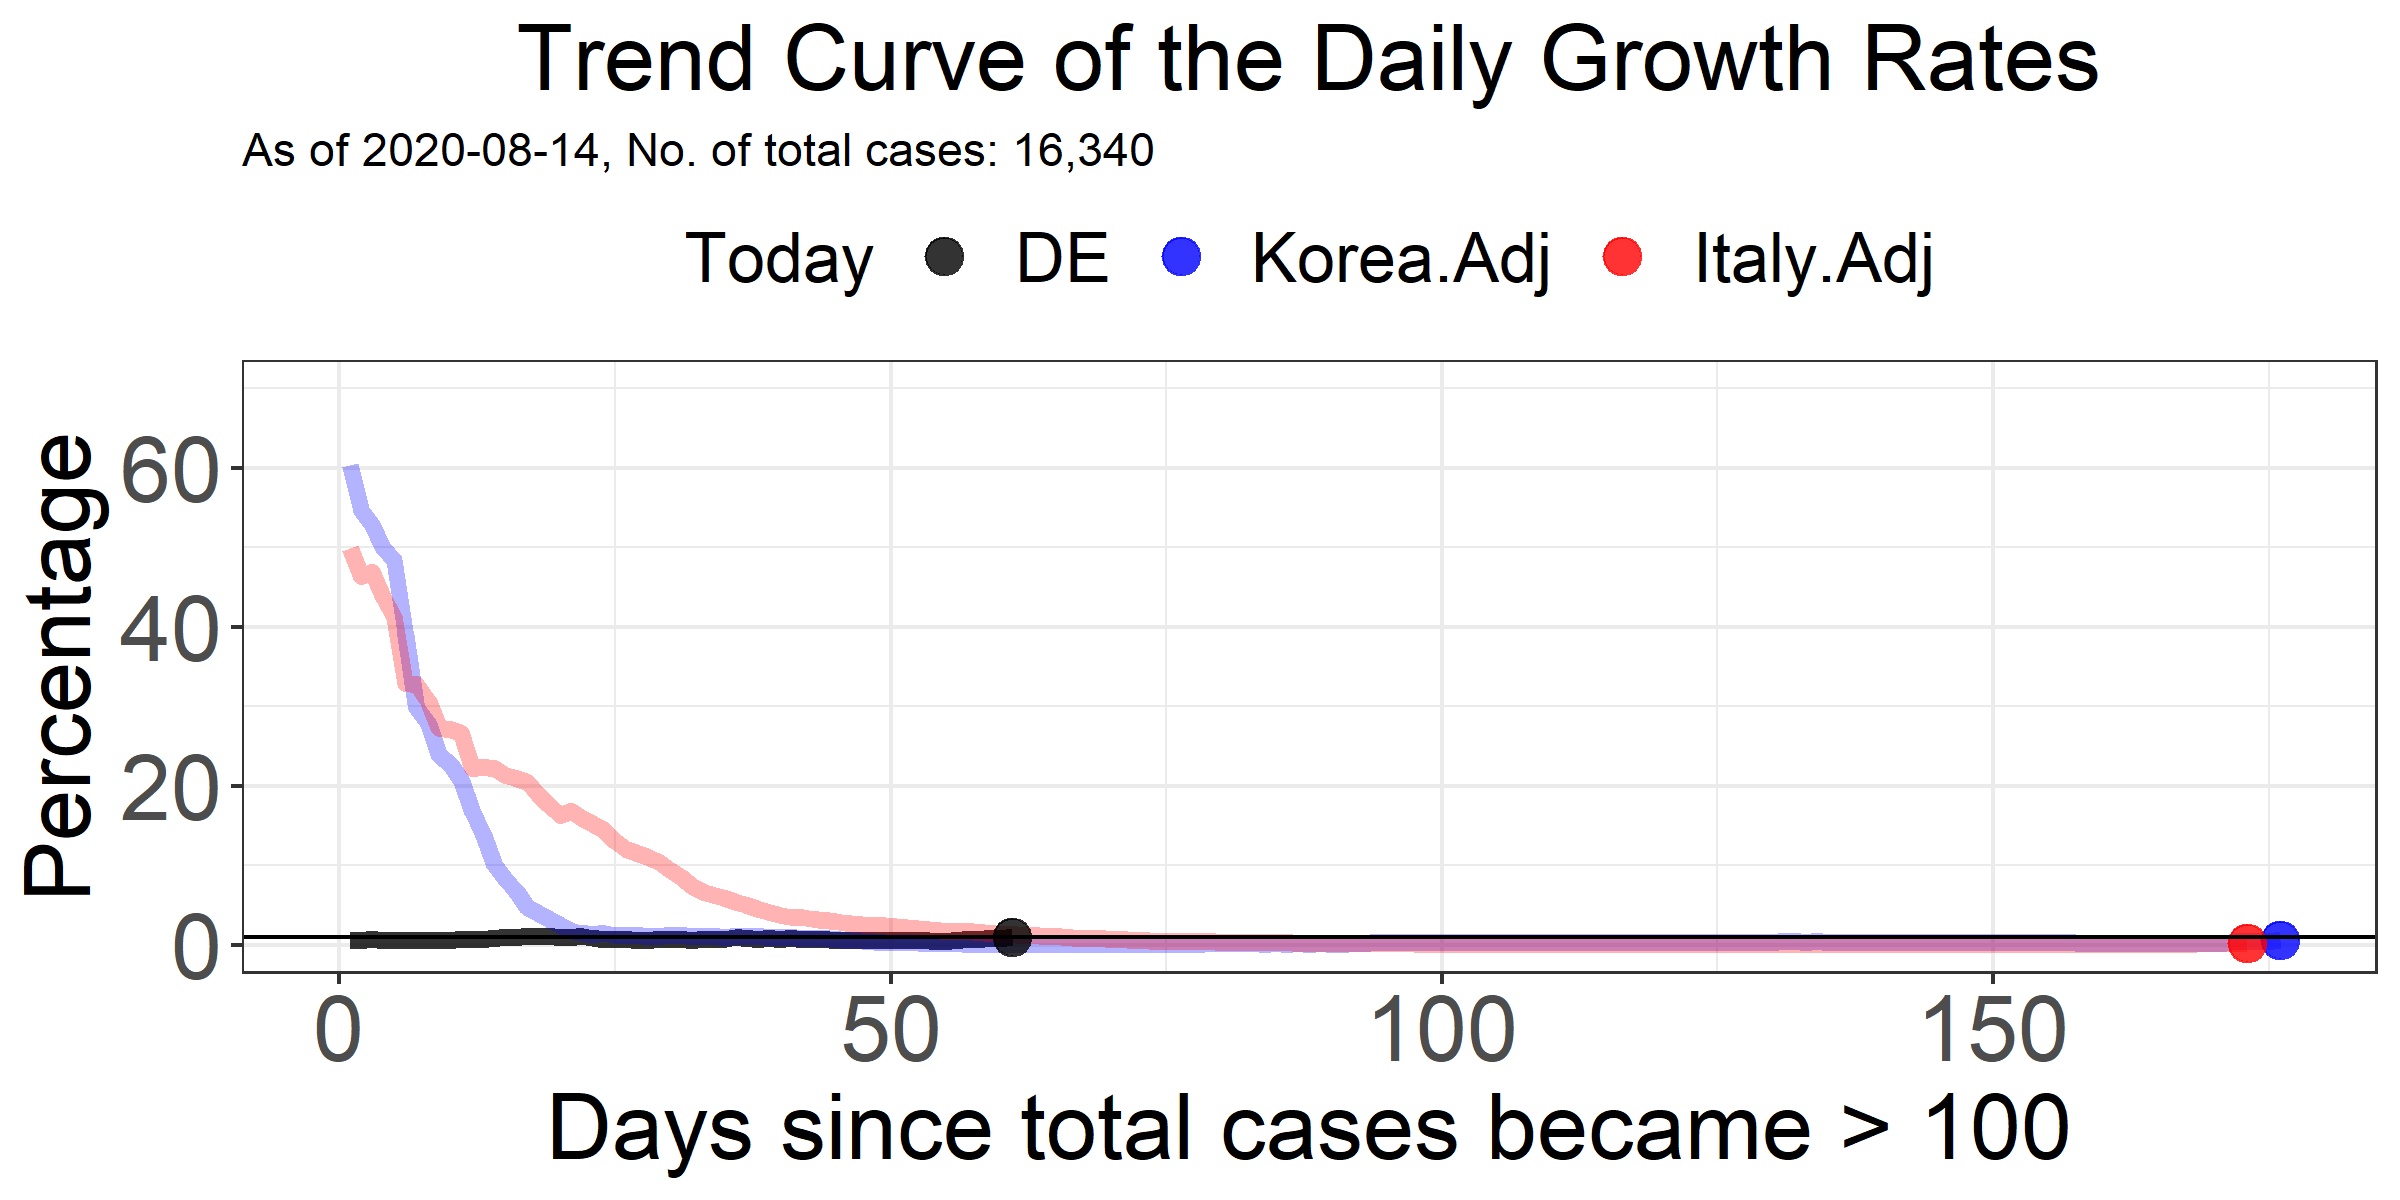 Trend Curve of the Daily Growth Rates
As of 2020-08-14, No. of total cases: 16,340
Today DE Korea.Adj Italy.Adj
Percentage
60
40
20
0
0 50 100 150
Days since total cases became > 100